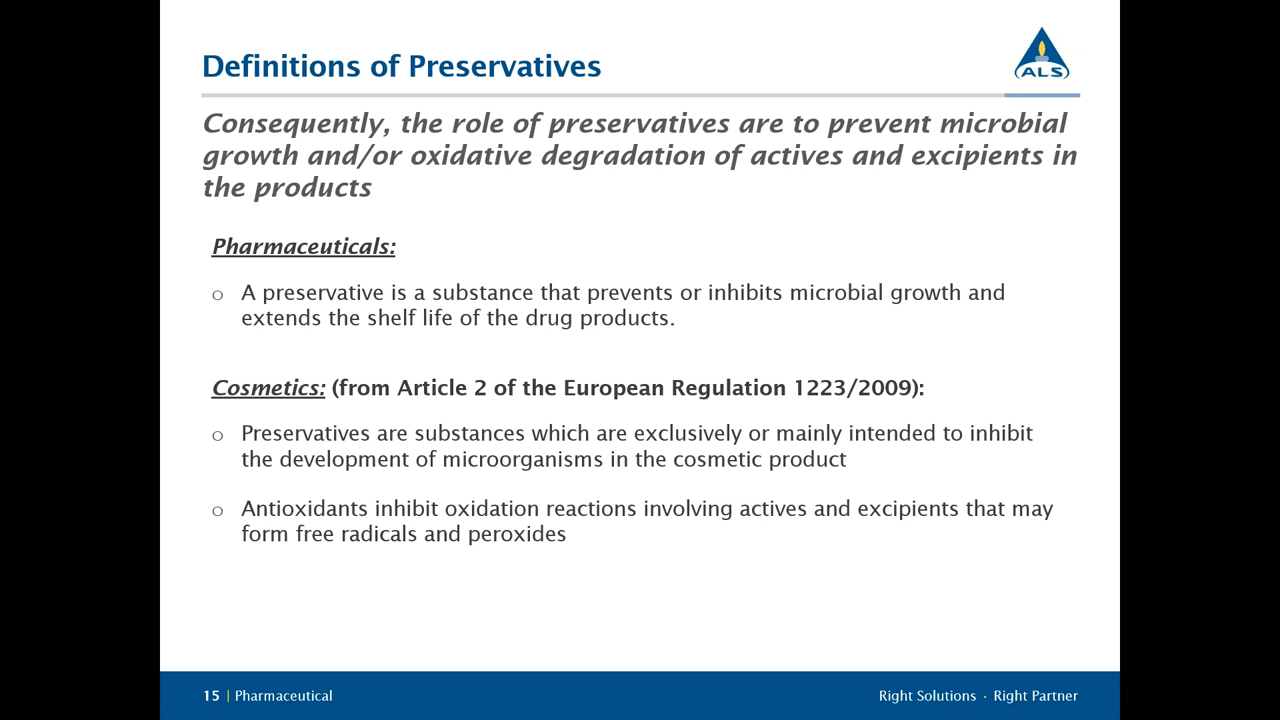 Definitions of Preservatives
ALS
Consequently, the role of preservatives are to prevent microbial
growth and/or oxidative degradation of actives and excipients in
the products
Pharmaceuticals:
o A preservative is a substance that prevents or inhibits microbial growth and
extends the shelf life of the drug products.
Cosmetics: (from Article 2 of the European Regulation 1223/2009):
o Preservatives are substances which are exclusively or mainly intended to inhibit
the development of microorganisms in the cosmetic product
o Antioxidants inhibit oxidation reactions involving actives and excipients that may
form free radicals and peroxides
15 | Pharmaceutical
Right Solutions · Right Partner